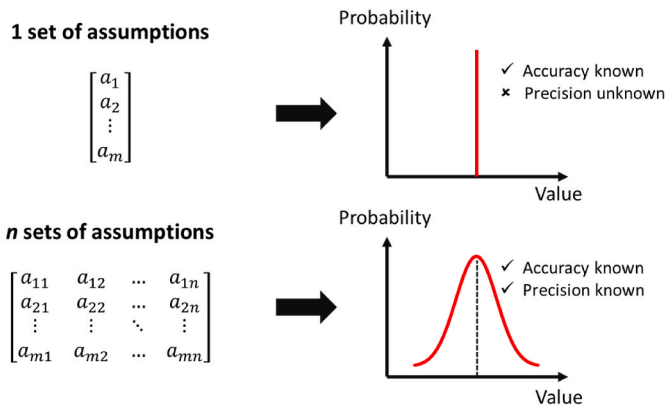 1 set of assumptions
a₁
a₂
⋮
aₘ
Probability
✓ Accuracy known
✘ Precision unknown
Value
n sets of assumptions
a₁₁ a₁₂ ... a₁ₙ
a₂₁ a₂₂ ... a₂ₙ
⋮ ⋮ ⋱ ⋮
aₘ₁ aₘ₂ ... aₘₙ
Probability
✓ Accuracy known
✓ Precision known
Value